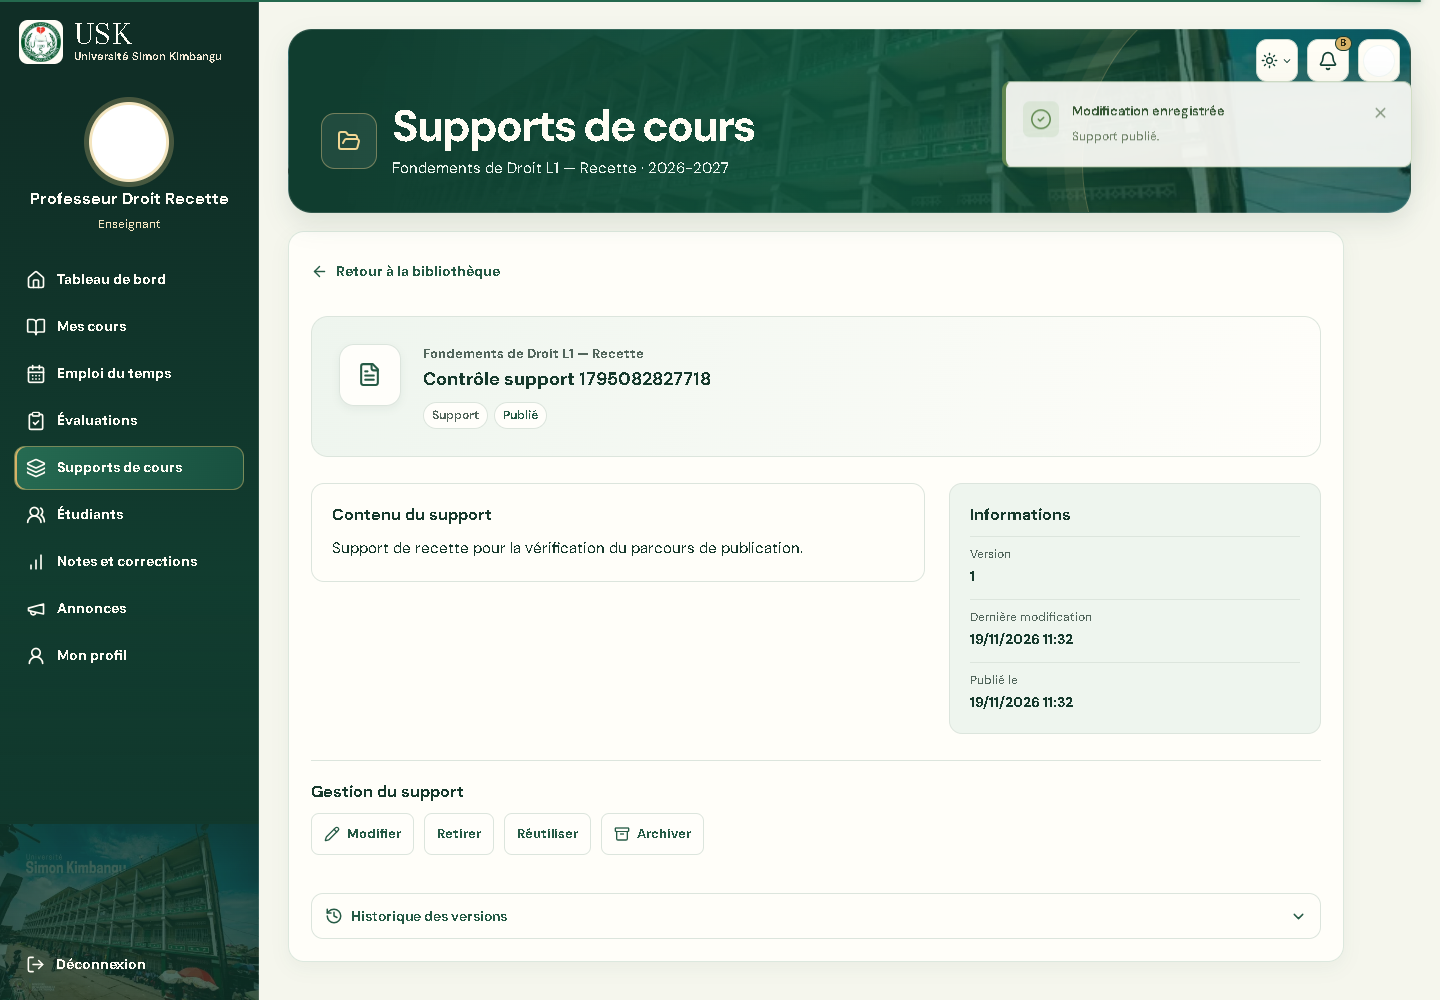 USK
Université Simon Kimbangu
Professeur Droit Recette
Enseignant
Tableau de bord
Mes cours
Emploi du temps
Évaluations
Supports de cours
Étudiants
Notes et corrections
Annonces
Mon profil
Université
Simon Kimbangu
Déconnexion
Supports de cours
Fondements de Droit L1 — Recette · 2026-2027
8
Modification enregistrée
Support publié.
Retour à la bibliothèque
Fondements de Droit L1 — Recette
Contrôle support 1795082827718
Support Publié
Contenu du support
Support de recette pour la vérification du parcours de publication.
Informations
Version
1
Dernière modification
19/11/2026 11:32
Publié le
19/11/2026 11:32
Gestion du support
Modifier Retirer Réutiliser Archiver
Historique des versions